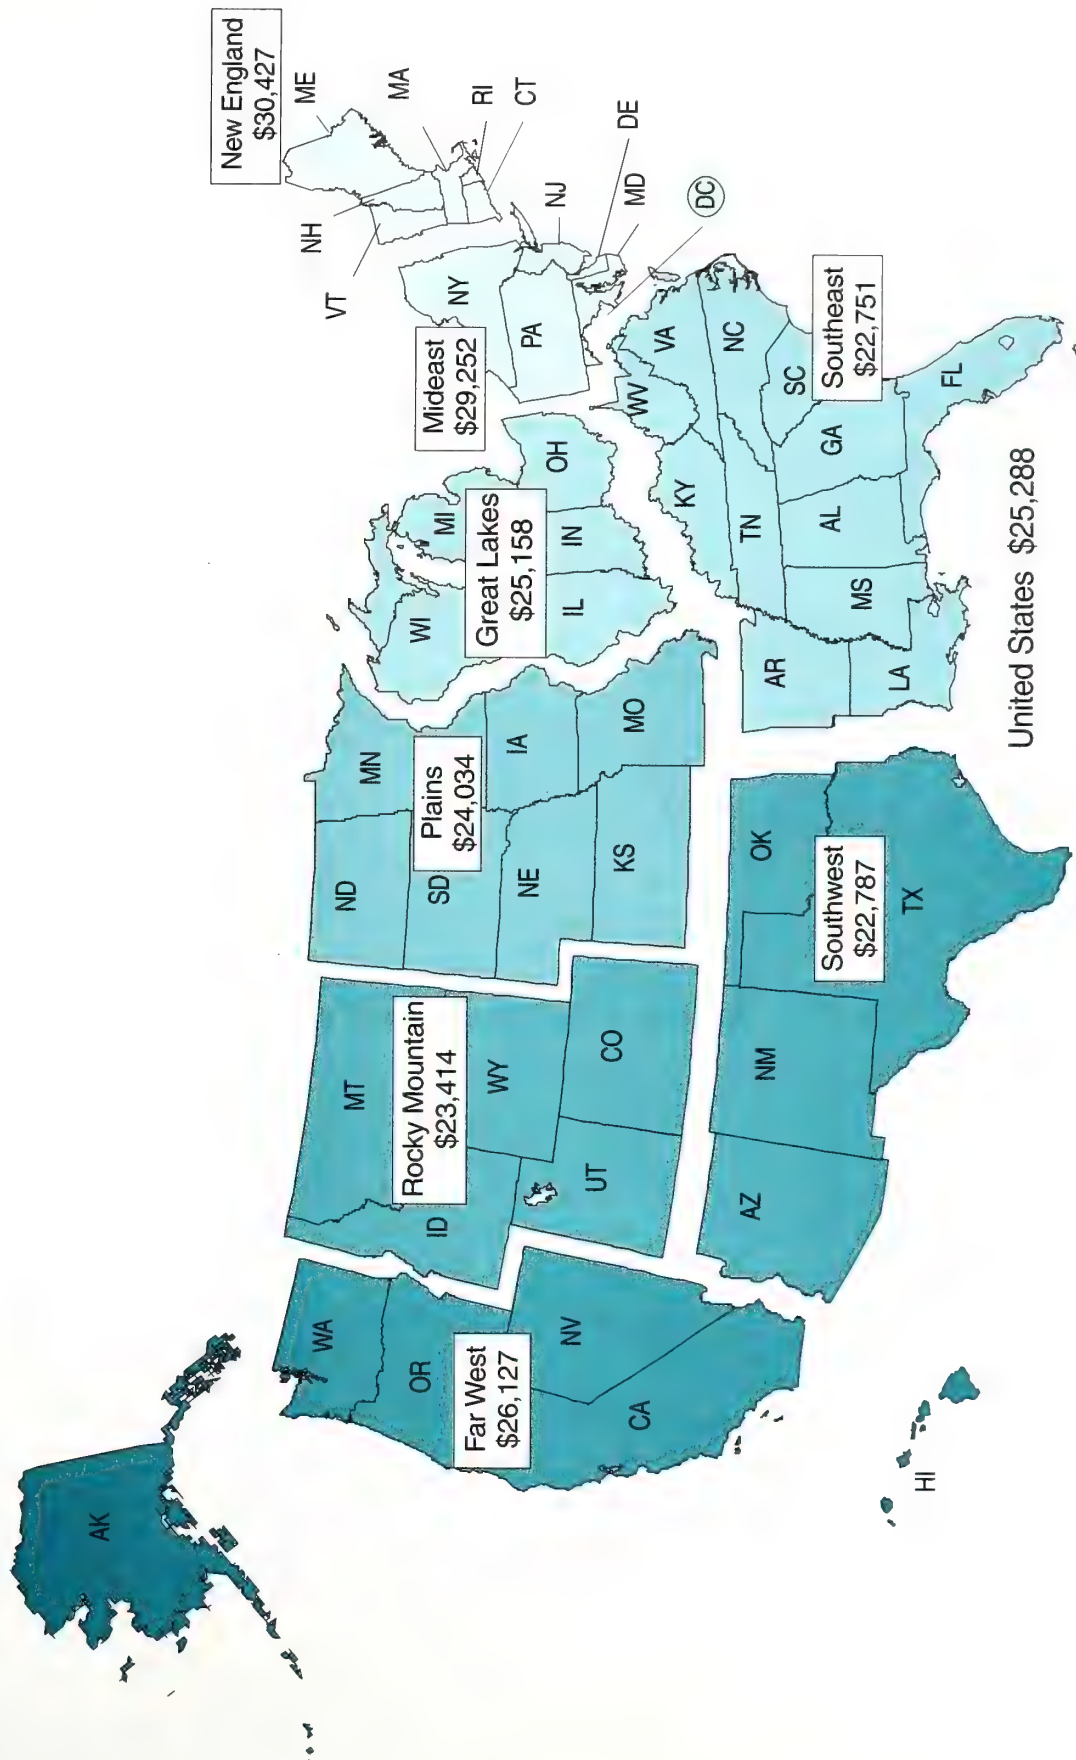 AK
WA
OR
Far West
$26,127
NV
CA
HI
MT
ID
Rocky Mountain
$23,414
WY
UT
CO
AZ
NM
Southwest
$22,787
OK
TX
ND
MN
SD
Plains
$24,034
NE
IA
KS
MO
WI
MI
Great Lakes
$25,158
IL
IN
OH
Mideast
$29,252
NY
PA
NJ
DE
MD
DC
New England
$30,427
ME
NH
VT
MA
RI
CT
Southeast
$22,751
WV
VA
KY
NC
TN
SC
AR
LA
MS
AL
GA
FL
United States $25,288